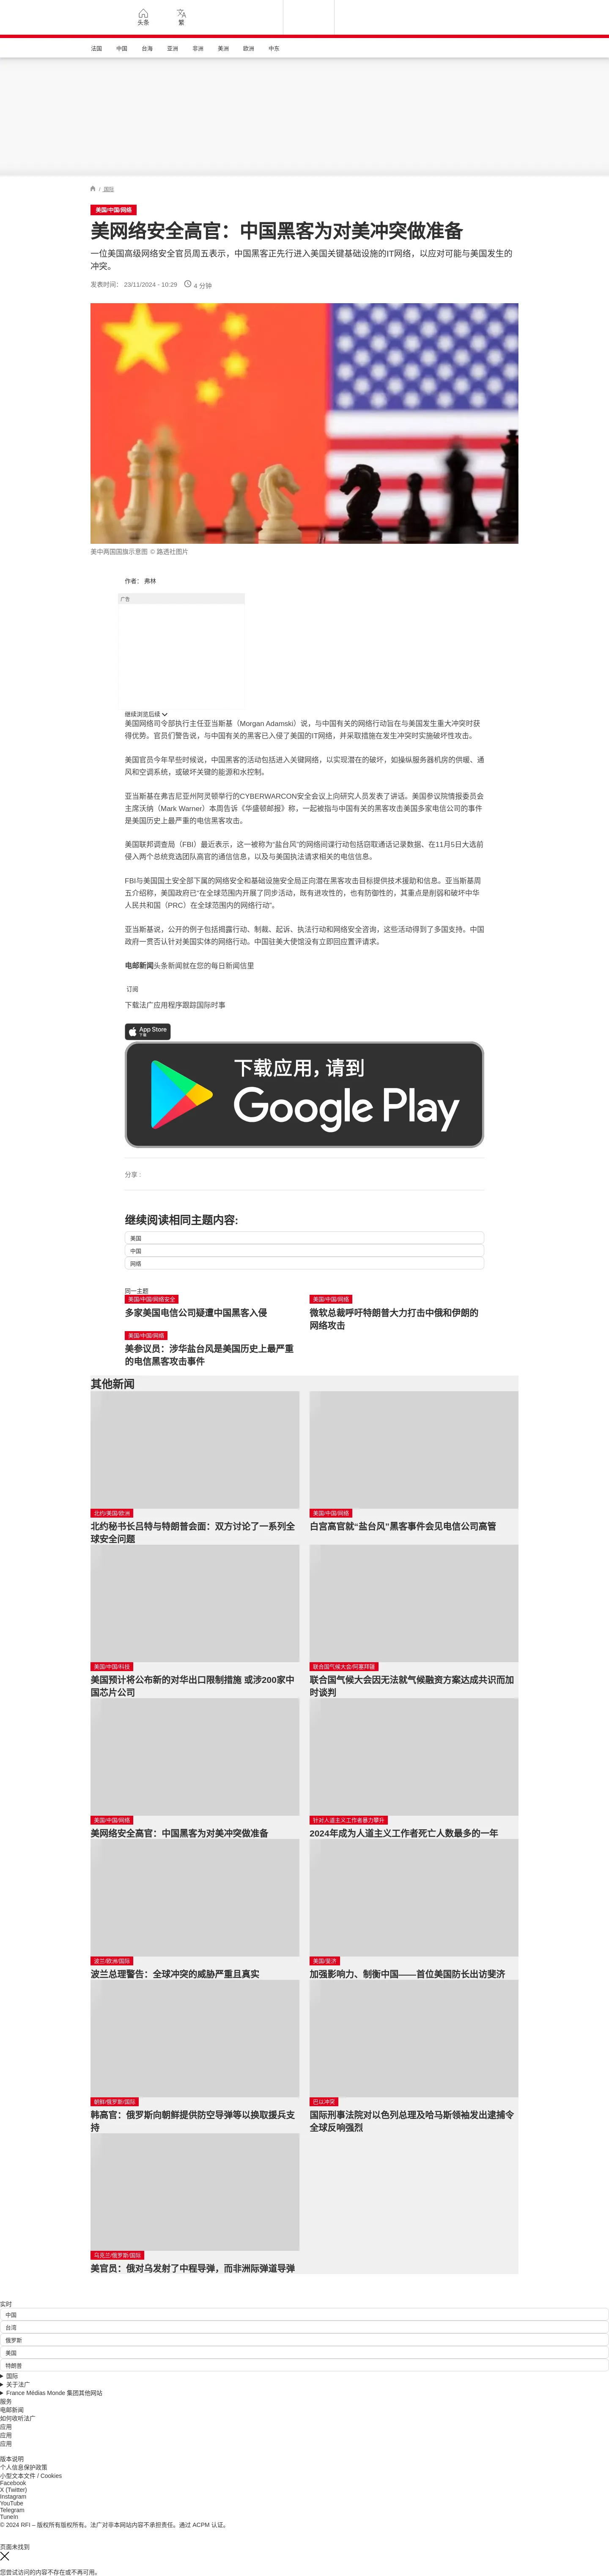 头条
繁
法国
中国
台海
亚洲
非洲
美洲
欧洲
中东
/ 国际
美国/中国/网络
美网络安全高官：中国黑客为对美冲突做准备
一位美国高级网络安全官员周五表示，中国黑客正先行进入美国关键基础设施的IT网络，以应对可能与美国发生的
冲突。
发表时间： 23/11/2024 - 10:29
4 分钟
美中两国国旗示意图 © 路透社图片
作者： 弗林
广告
继续浏览后续
美国网络司令部执行主任亚当斯基（Morgan Adamski）说，与中国有关的网络行动旨在与美国发生重大冲突时获
得优势。官员们警告说，与中国有关的黑客已入侵了美国的IT网络，并采取措施在发生冲突时实施破坏性攻击。
美国官员今年早些时候说，中国黑客的活动包括进入关键网络，以实现潜在的破坏，如操纵服务器机房的供暖、通
风和空调系统，或破坏关键的能源和水控制。
亚当斯基在弗吉尼亚州阿灵顿举行的CYBERWARCON安全会议上向研究人员发表了讲话。美国参议院情报委员会
主席沃纳（Mark Warner）本周告诉《华盛顿邮报》称，一起被指与中国有关的黑客攻击美国多家电信公司的事件
是美国历史上最严重的电信黑客攻击。
美国联邦调查局（FBI）最近表示，这一被称为“盐台风”的网络间谍行动包括窃取通话记录数据、在11月5日大选前
侵入两个总统竞选团队高官的通信信息，以及与美国执法请求相关的电信信息。
FBI与美国国土安全部下属的网络安全和基础设施安全局正向潜在黑客攻击目标提供技术援助和信息。亚当斯基周
五介绍称，美国政府已“在全球范围内开展了同步活动，既有进攻性的，也有防御性的，其重点是削弱和破坏中华
人民共和国（PRC）在全球范围内的网络行动”。
亚当斯基说，公开的例子包括揭露行动、制裁、起诉、执法行动和网络安全咨询，这些活动得到了多国支持。中国
政府一贯否认针对美国实体的网络行动。中国驻美大使馆没有立即回应置评请求。
电邮新闻头条新闻就在您的每日新闻信里
订阅
下载法广应用程序跟踪国际时事
App Store
下载
下载应用，请到
Google Play
分享 :
继续阅读相同主题内容:
美国
中国
网络
同一主题
美国/中国/网络安全
多家美国电信公司疑遭中国黑客入侵
美国/中国/网络
微软总裁呼吁特朗普大力打击中俄和伊朗的
网络攻击
美国/中国/网络
美参议员：涉华盐台风是美国历史上最严重
的电信黑客攻击事件
其他新闻
北约/美国/欧洲
北约秘书长吕特与特朗普会面：双方讨论了一系列全
球安全问题
美国/中国/网络
白宫高官就“盐台风”黑客事件会见电信公司高管
美国/中国/科技
美国预计将公布新的对华出口限制措施 或涉200家中
国芯片公司
联合国气候大会/阿塞拜疆
联合国气候大会因无法就气候融资方案达成共识而加
时谈判
美国/中国/网络
美网络安全高官：中国黑客为对美冲突做准备
针对人道主义工作者暴力攀升
2024年成为人道主义工作者死亡人数最多的一年
波兰/欧洲/国际
波兰总理警告：全球冲突的威胁严重且真实
美国/斐济
加强影响力、制衡中国——首位美国防长出访斐济
朝鲜/俄罗斯/国际
韩高官：俄罗斯向朝鲜提供防空导弹等以换取援兵支
持
巴以冲突
国际刑事法院对以色列总理及哈马斯领袖发出逮捕令
全球反响强烈
乌克兰/俄罗斯/国际
美官员：俄对乌发射了中程导弹，而非洲际弹道导弹
实时
中国
台湾
俄罗斯
美国
特朗普
国际
关于法广
France Médias Monde 集团其他网站
服务
电邮新闻
如何收听法广
应用
应用
应用
版本说明
个人信息保护政策
小型文本文件 / Cookies
Facebook
X (Twitter)
Instagram
YouTube
Telegram
TuneIn
© 2024 RFI – 版权所有版权所有。法广对非本网站内容不承担责任。通过 ACPM 认证。
页面未找到
您尝试访问的内容不存在或不再可用。